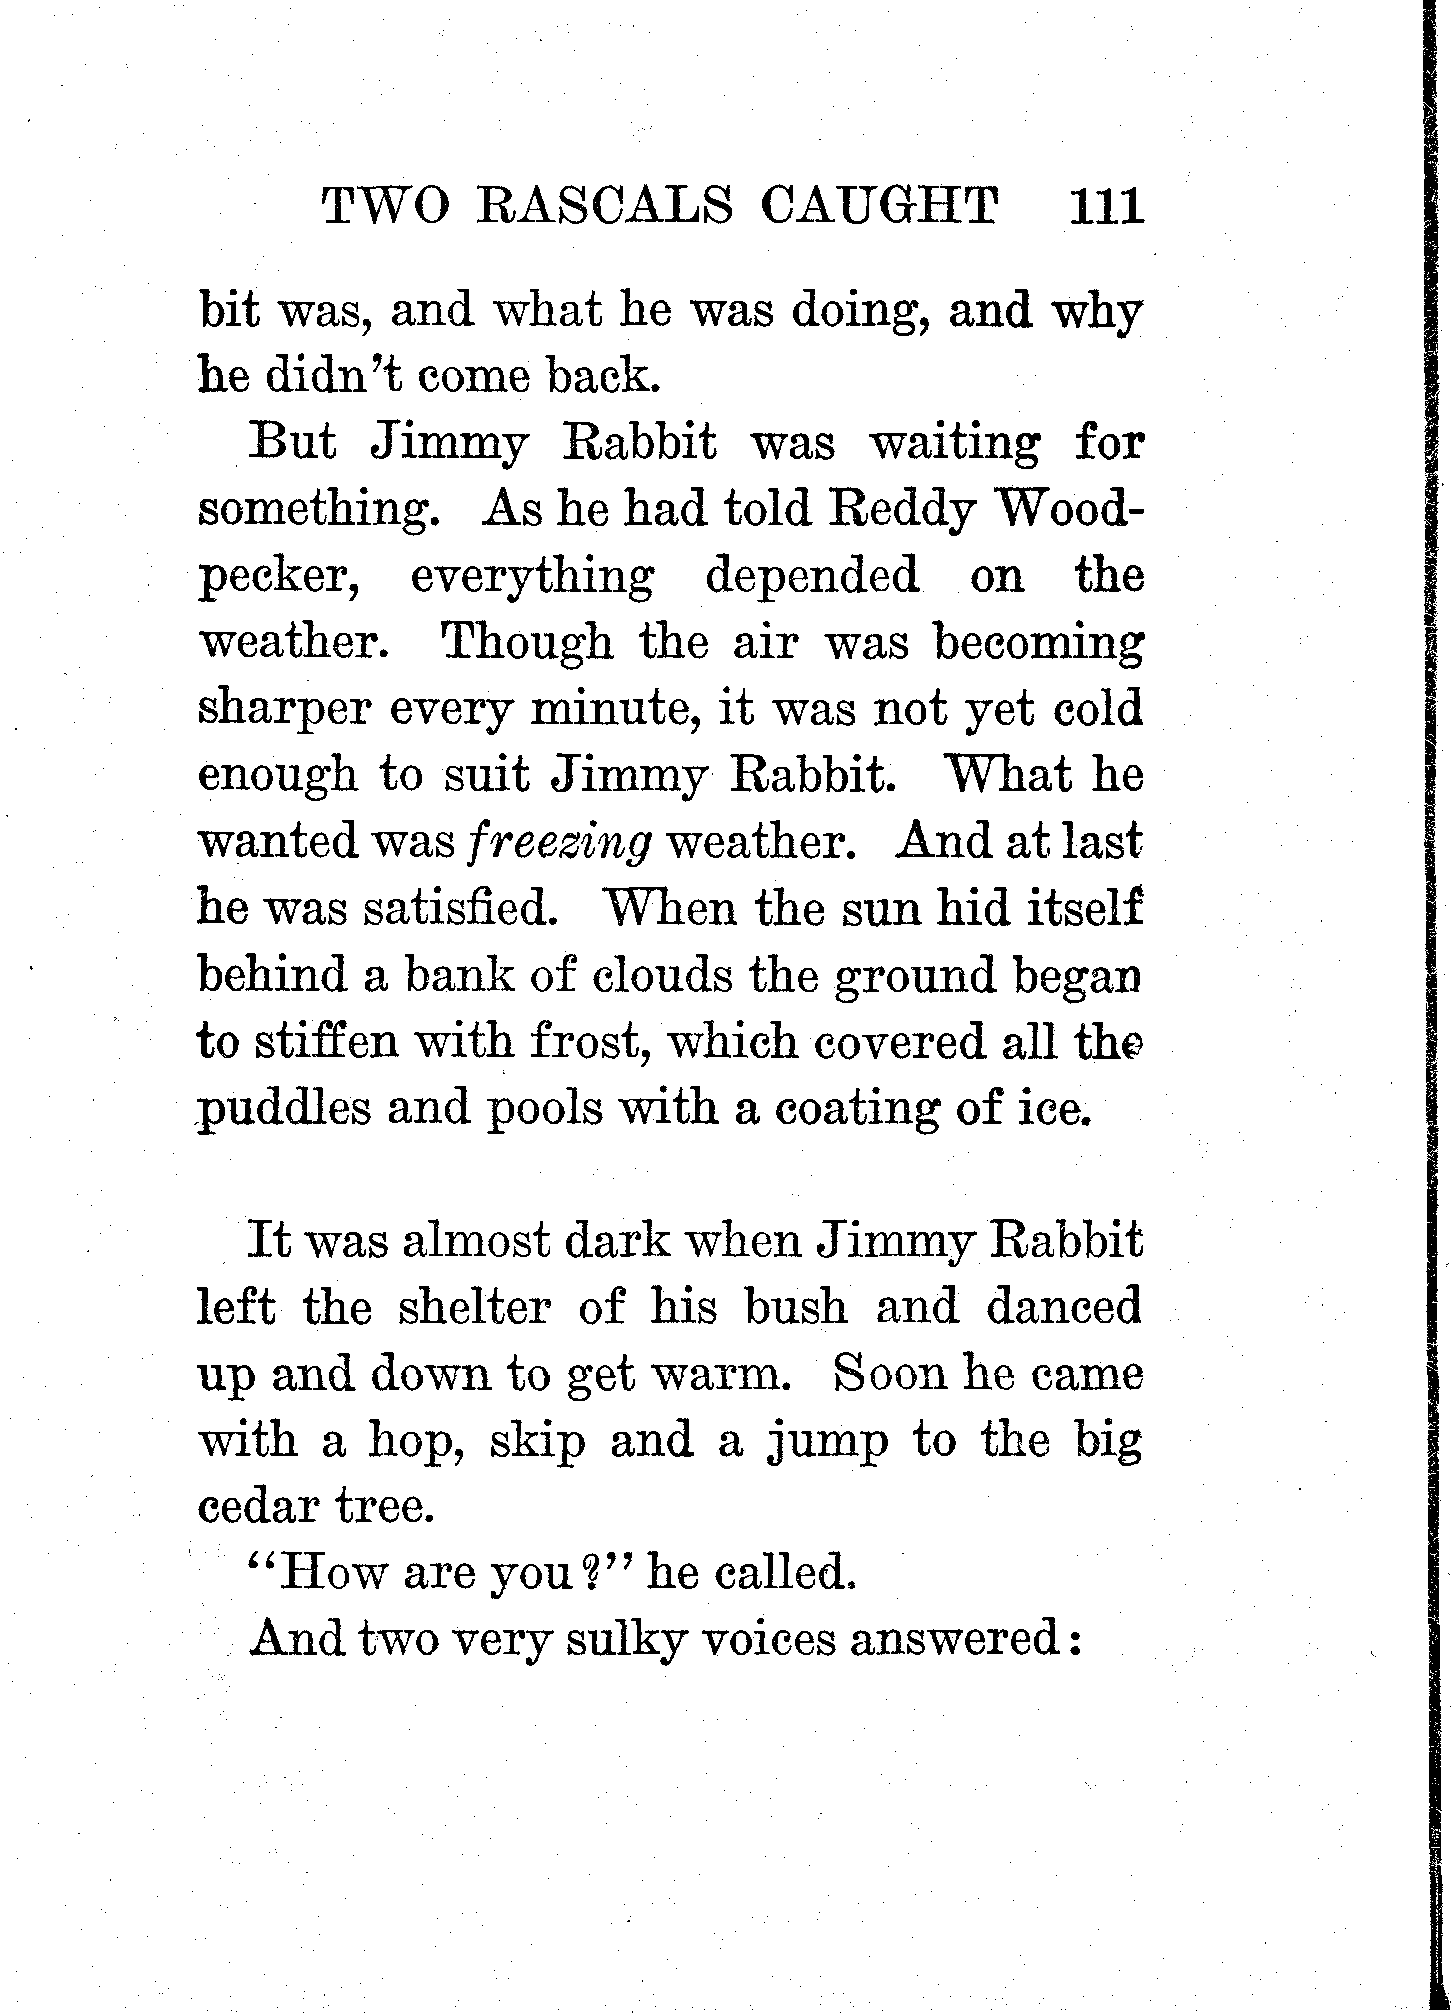 TWO RASCALS CAUGHT 111
bit was, and what he was doing, and why
he didn't come back.
But Jimmy Rabbit was waiting for
something. As he had told Reddy Wood-
pecker, everything depended on the
weather. Though the air was becoming
sharper every minute, it was not yet cold
enough to suit Jimmy Rabbit. What he
wanted was freezing weather. And at last
he was satisfied. When the sun hid itself
behind a bank of clouds the ground began
to stiffen with frost, which covered all the
puddles and pools with a coating of ice.
It was almost dark when Jimmy Rabbit
left the shelter of his bush and danced
up and down to get warm. Soon he came
with a hop, skip and a jump to the big
cedar tree.
"How are you?" he called.
And two very sulky voices answered: